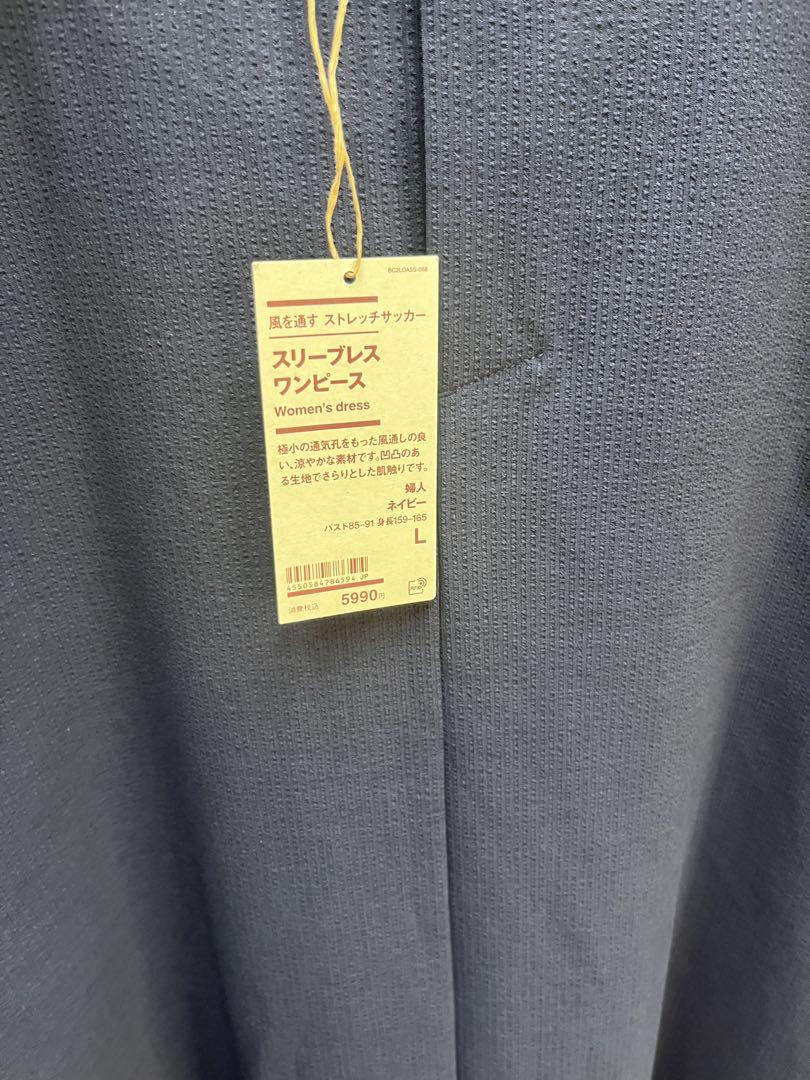 BC2LOA5S-068
風を通す ストレッチサッカー
スリーブレス
ワンピース
Women's dress
極小の通気孔をもった風通しの良
い、涼やかな素材です。凹凸のあ
る生地でさらりとした肌触りです。
婦人
ネイビー
バスト85-91 身長159-165
L
4550584786594 JP
消費税込 5990円
RFID